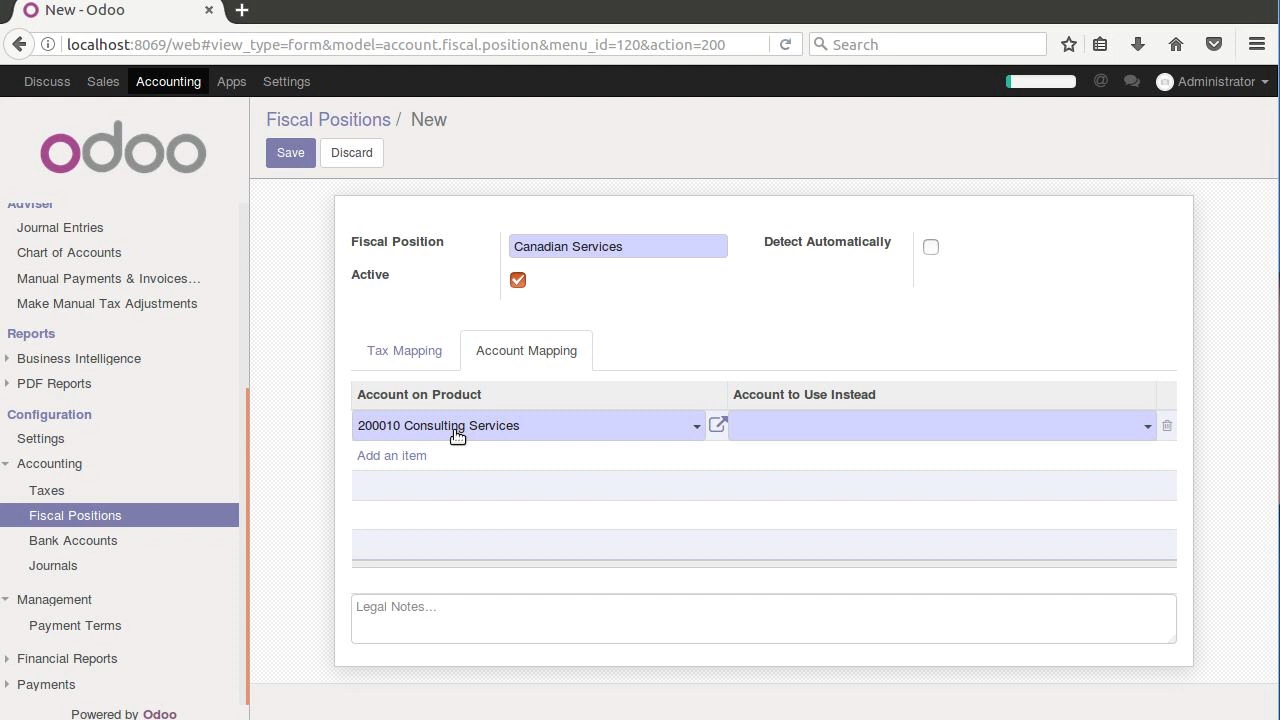 New - Odoo
localhost:8069/web#view_type=form&model=account.fiscal.position&menu_id=120&action=200
Search
Discuss Sales Accounting Apps Settings
@ Administrator
odoo
Fiscal Positions / New
Save Discard
Adviser
Journal Entries
Chart of Accounts
Manual Payments & Invoices...
Make Manual Tax Adjustments
Reports
Business Intelligence
PDF Reports
Configuration
Settings
Accounting
Taxes
Fiscal Positions
Bank Accounts
Journals
Management
Payment Terms
Financial Reports
Payments
Powered by Odoo
Fiscal Position Canadian Services Detect Automatically
Active
Tax Mapping Account Mapping
Account on Product Account to Use Instead
200010 Consulting Services
Add an item
Legal Notes...